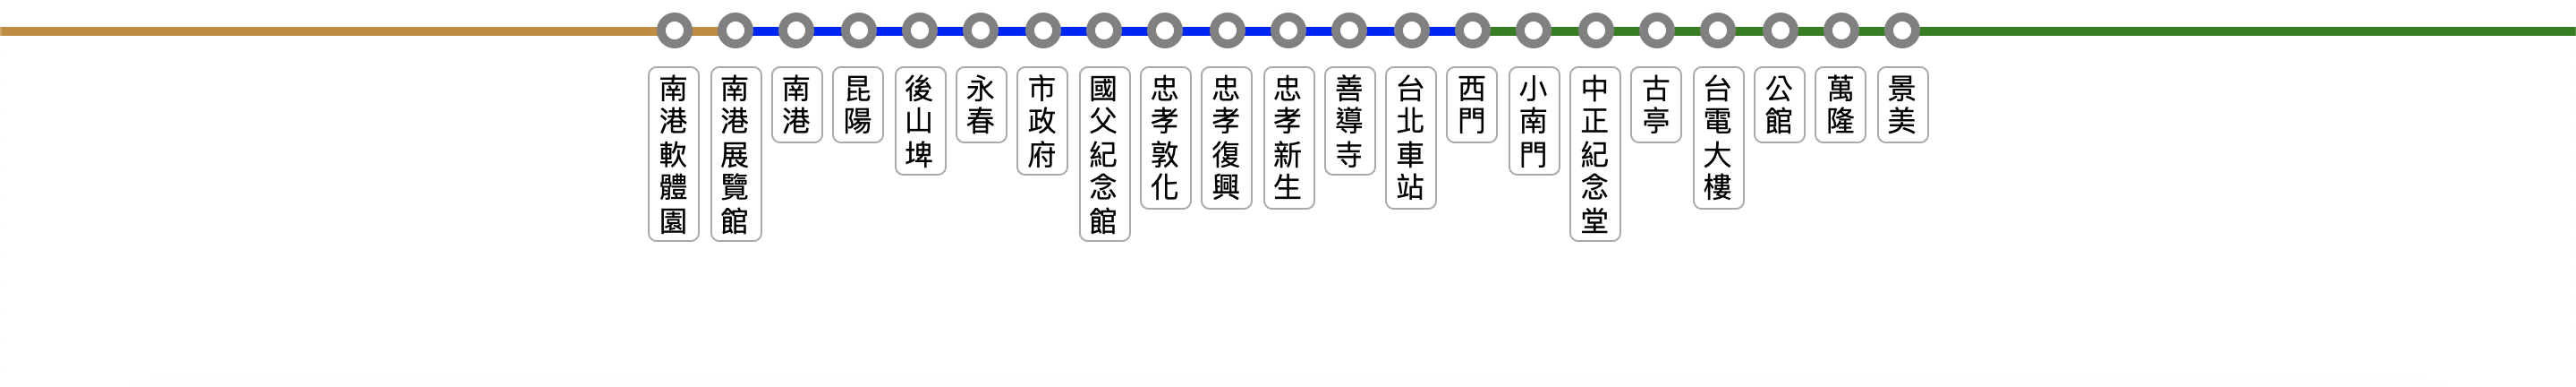 南港軟體園
南港展覽館
南港
昆陽
後山埤
永春
市政府
國父紀念館
忠孝敦化
忠孝復興
忠孝新生
善導寺
台北車站
西門
小南門
中正紀念堂
古亭
台電大樓
公館
萬隆
景美